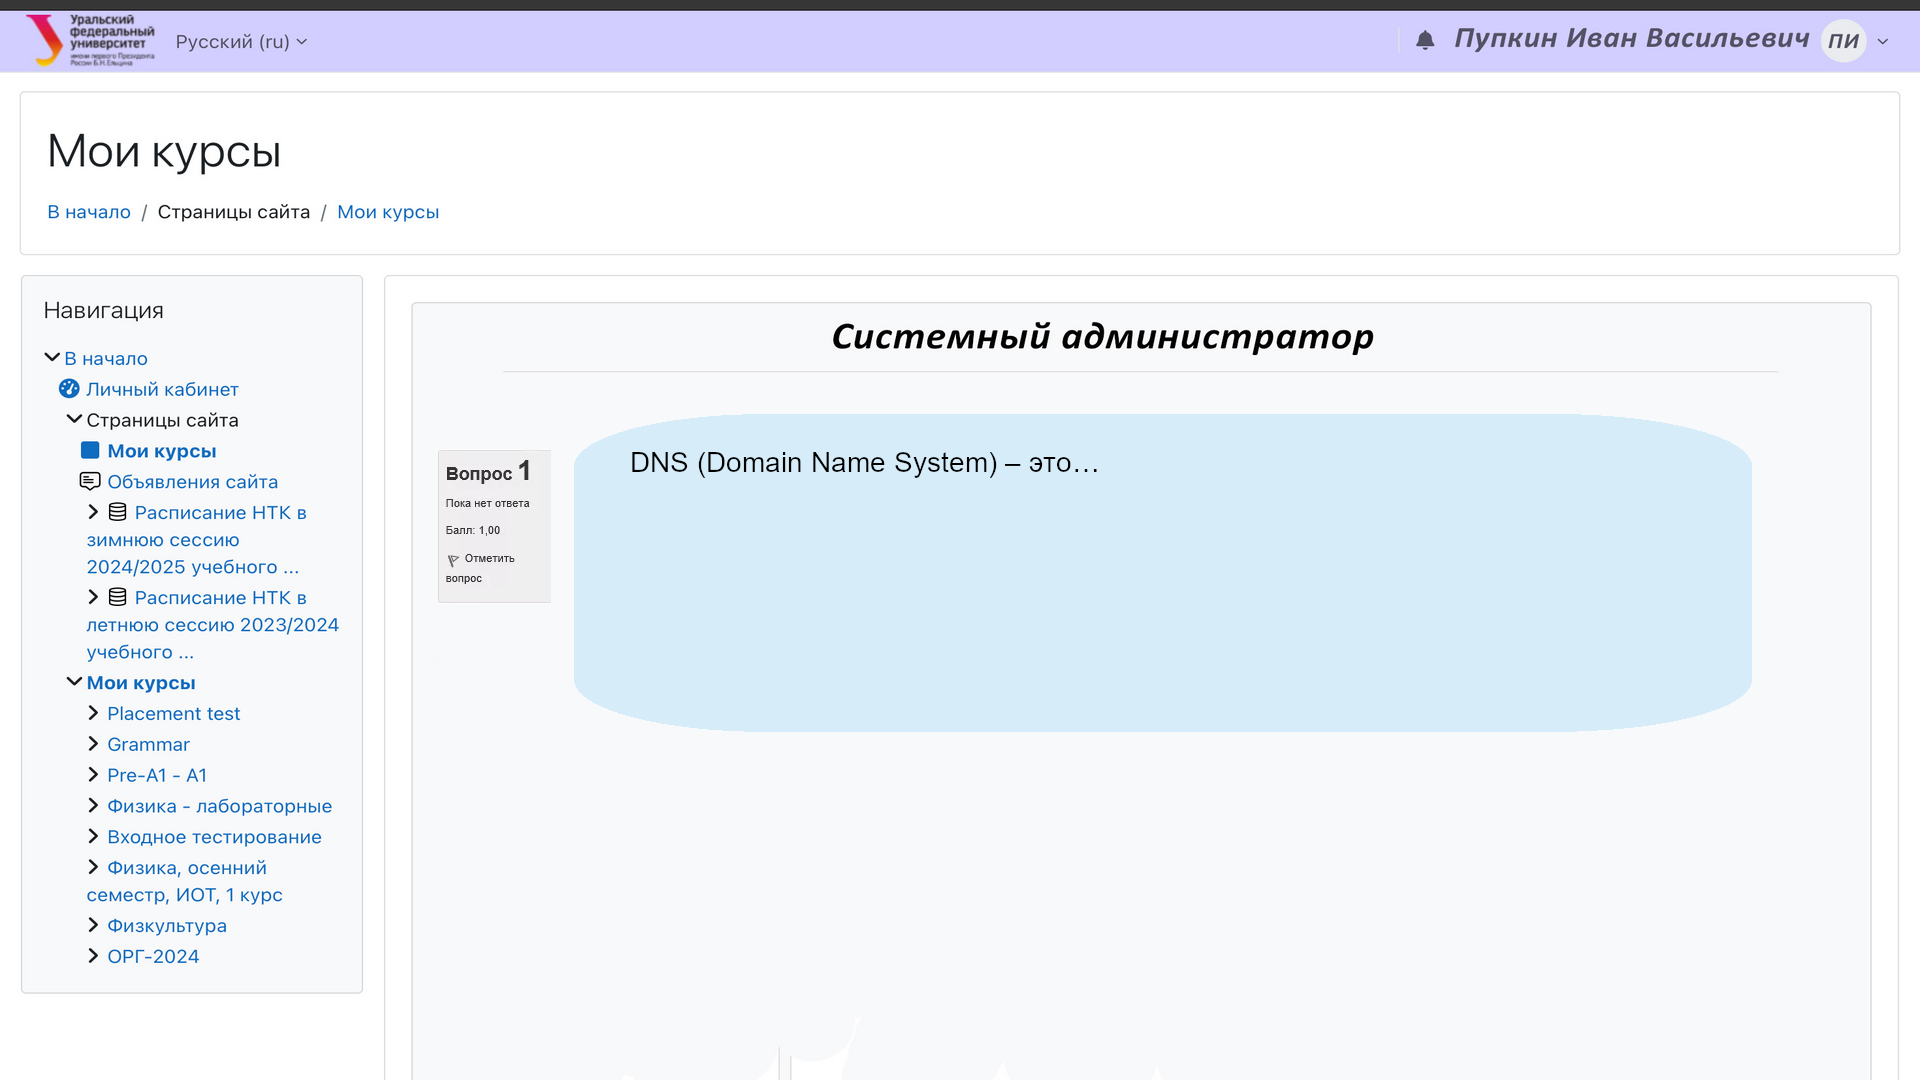 Уральский
федеральный
университет
имени первого Президента
России Б.Н.Ельцина
Русский (ru)
Пупкин Иван Васильевич
ПИ
Мои курсы
В начало / Страницы сайта / Мои курсы
Навигация
В начало
Личный кабинет
Страницы сайта
Мои курсы
Объявления сайта
Расписание НТК в
зимнюю сессию
2024/2025 учебного ...
Расписание НТК в
летнюю сессию 2023/2024
учебного ...
Мои курсы
Placement test
Grammar
Pre-A1 - A1
Физика - лабораторные
Входное тестирование
Физика, осенний
семестр, ИОТ, 1 курс
Физкультура
ОРГ-2024
Системный администратор
Вопрос 1
Пока нет ответа
Балл: 1,00
Отметить
вопрос
DNS (Domain Name System) – это…